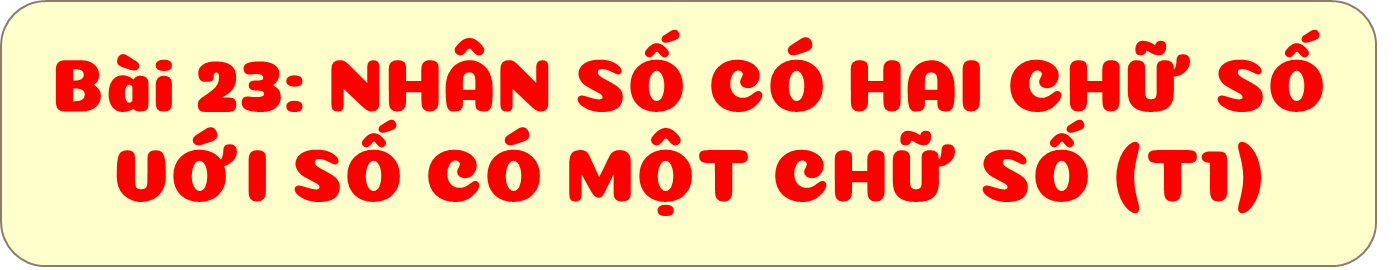 Bài 23: NHÂN SỐ CÓ HAI CHỮ SỐ
VỚI SỐ CÓ MỘT CHỮ SỐ (T1)